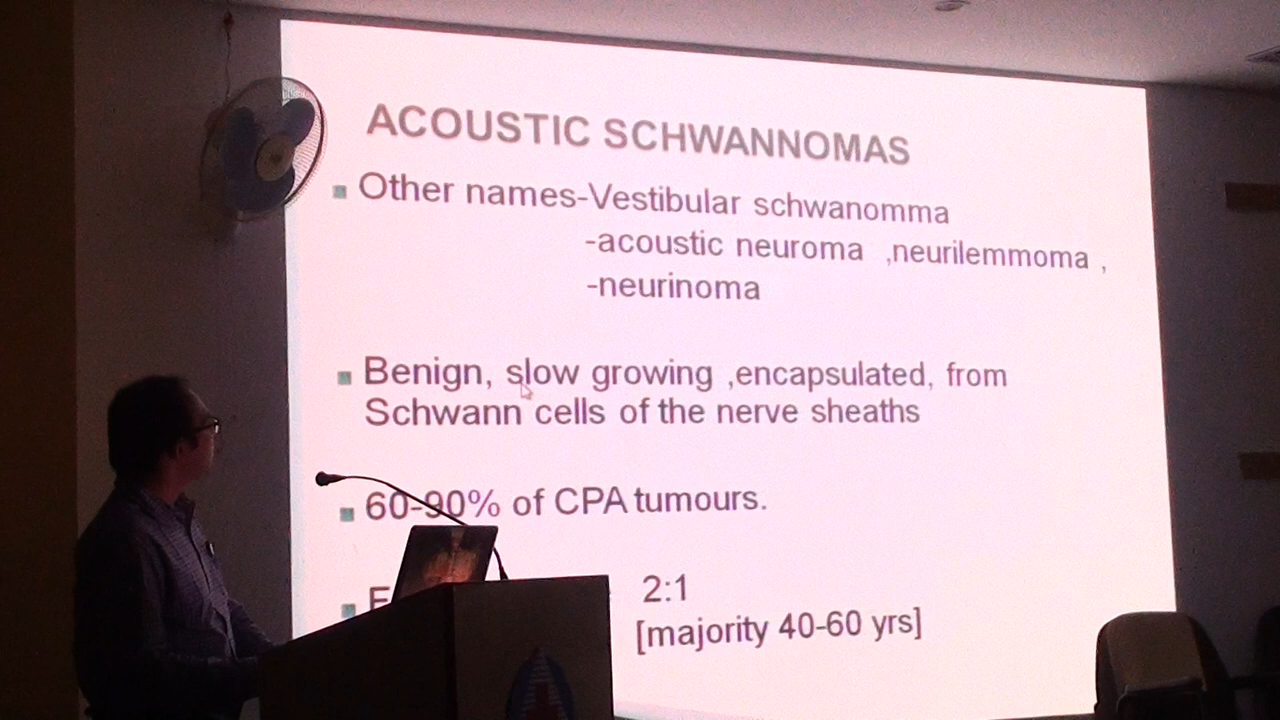 ACOUSTIC SCHWANNOMAS
Other names-Vestibular schwanomma
-acoustic neuroma ,neurilemmoma ,
-neurinoma
Benign, slow growing ,encapsulated, from
Schwann cells of the nerve sheaths
60-90% of CPA tumours.
2:1
[majority 40-60 yrs]